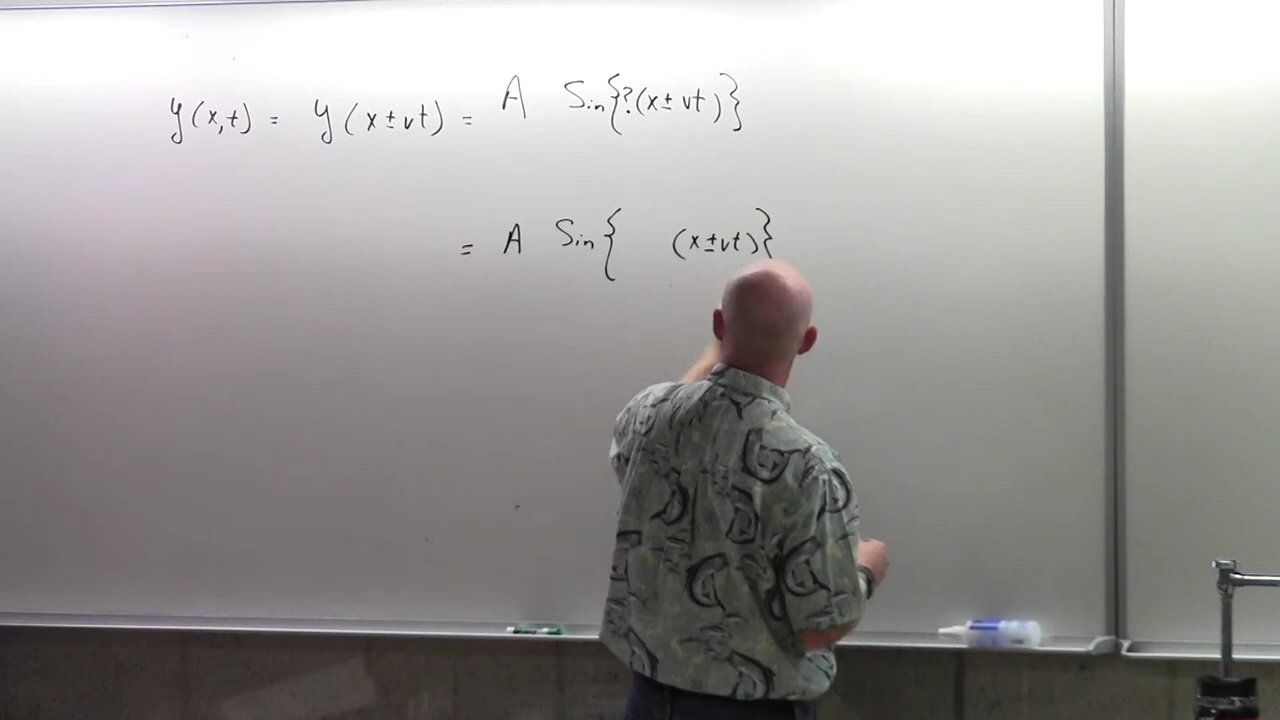 y(x,t) = y(x±vt) = A Sin{?(x±vt)}
= A Sin{ (x±vt)}